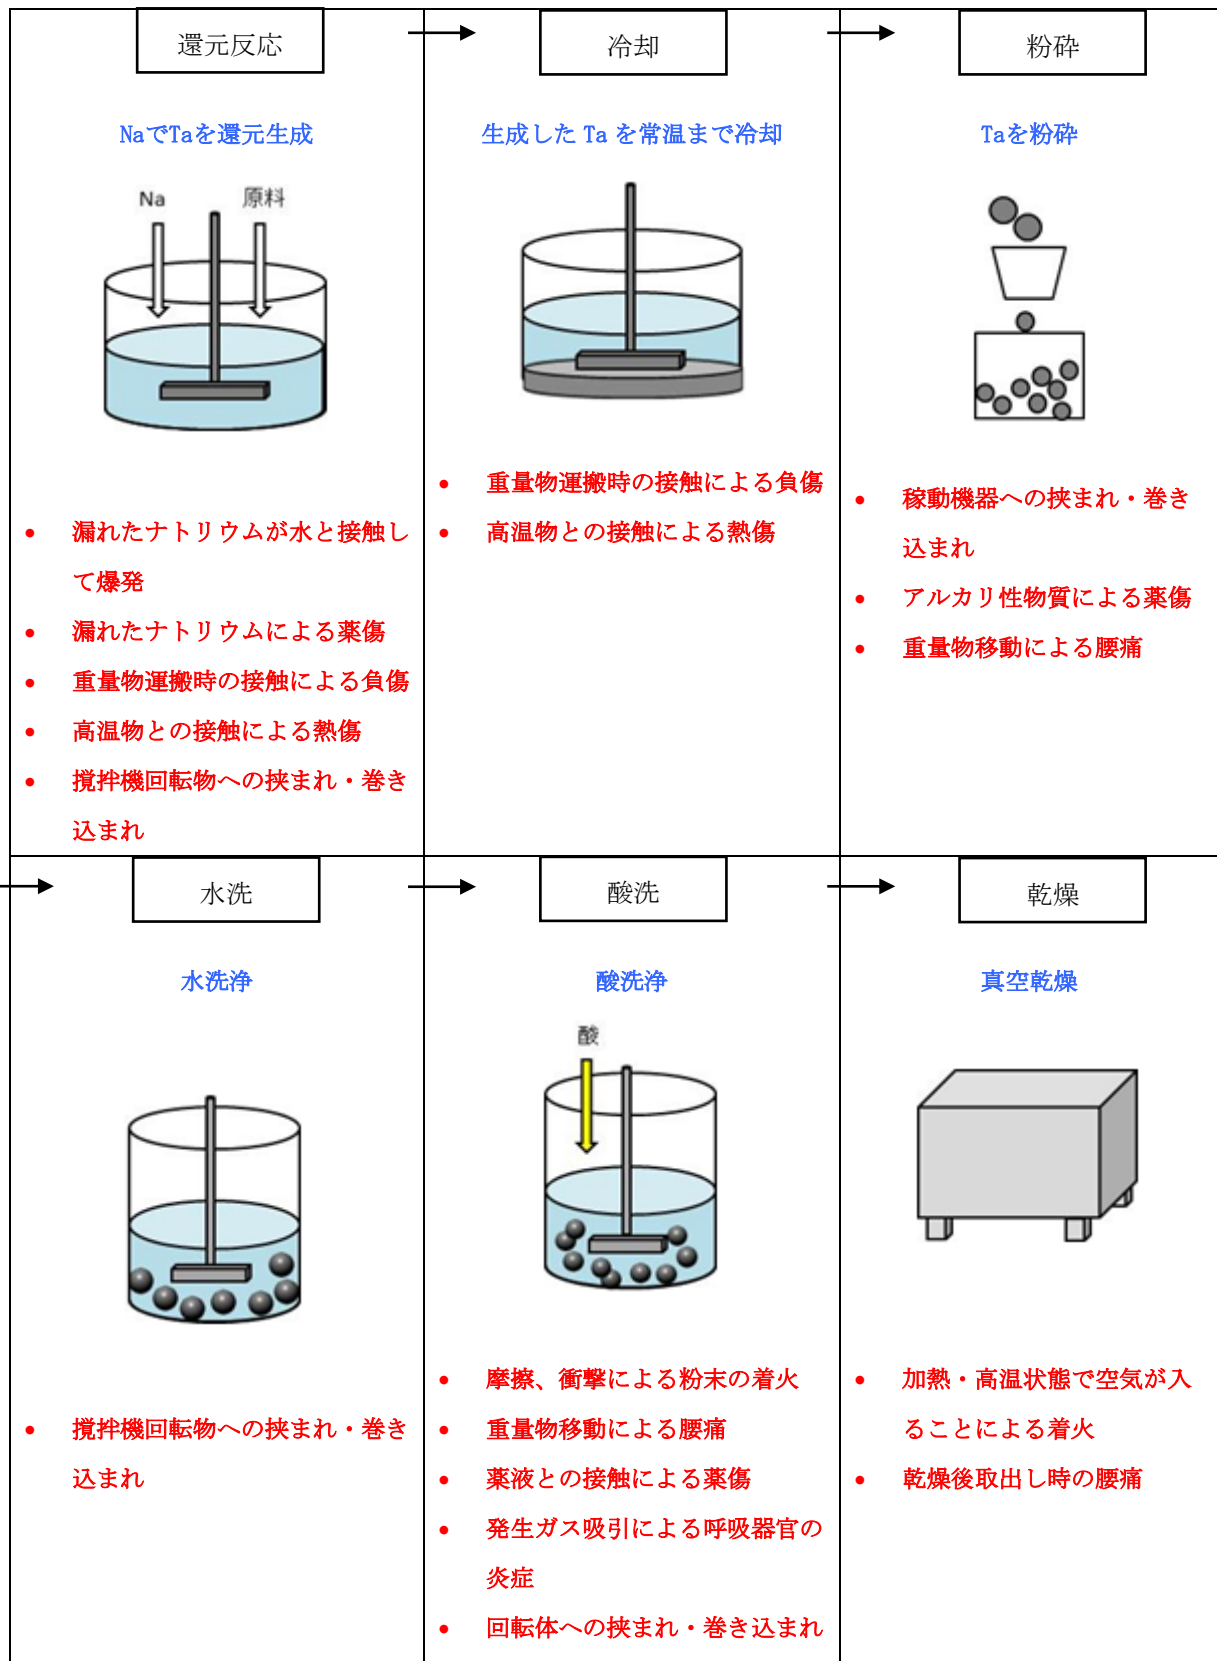 還元反応
NaでTaを還元生成
Na
原料
• 漏れたナトリウムが水と接触し
て爆発
• 漏れたナトリウムによる薬傷
• 重量物運搬時の接触による負傷
• 高温物との接触による熱傷
• 撹拌機回転物への挟まれ・巻き
込まれ
冷却
生成した Ta を常温まで冷却
• 重量物運搬時の接触による負傷
• 高温物との接触による熱傷
粉砕
Taを粉砕
• 稼動機器への挟まれ・巻き
込まれ
• アルカリ性物質による薬傷
• 重量物移動による腰痛
水洗
水洗浄
• 撹拌機回転物への挟まれ・巻き
込まれ
酸洗
酸洗浄
酸
• 摩擦、衝撃による粉末の着火
• 重量物移動による腰痛
• 薬液との接触による薬傷
• 発生ガス吸引による呼吸器官の
炎症
• 回転体への挟まれ・巻き込まれ
乾燥
真空乾燥
• 加熱・高温状態で空気が入
ることによる着火
• 乾燥後取出し時の腰痛